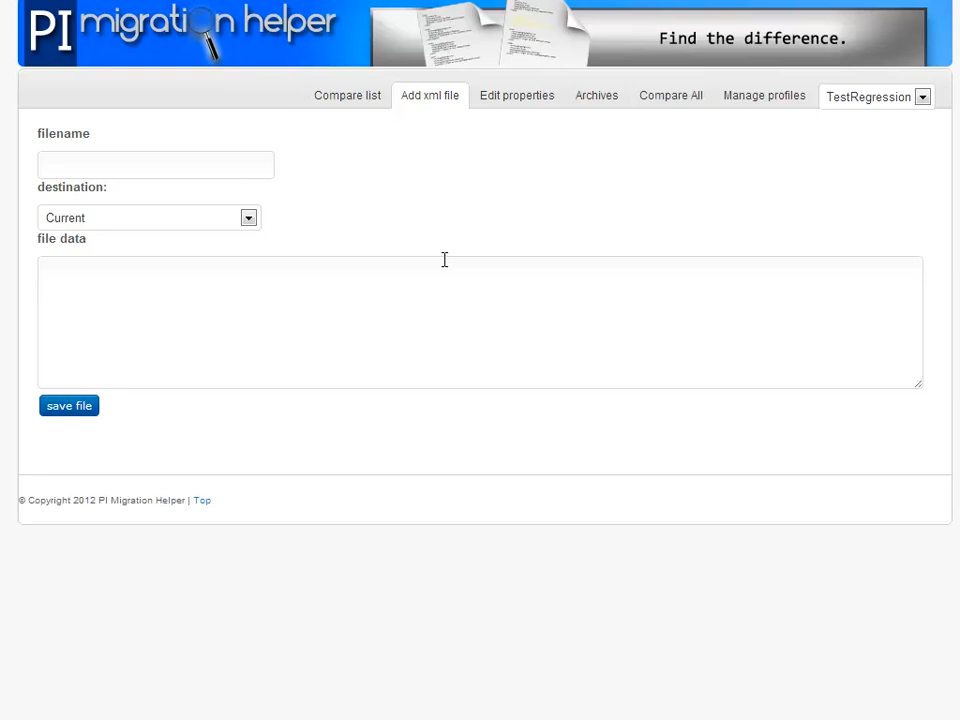 PI migration helper
Find the difference.
Compare list
Add xml file
Edit properties
Archives
Compare All
Manage profiles
TestRegression
filename
destination:
Current
file data
save file
© Copyright 2012 PI Migration Helper | Top